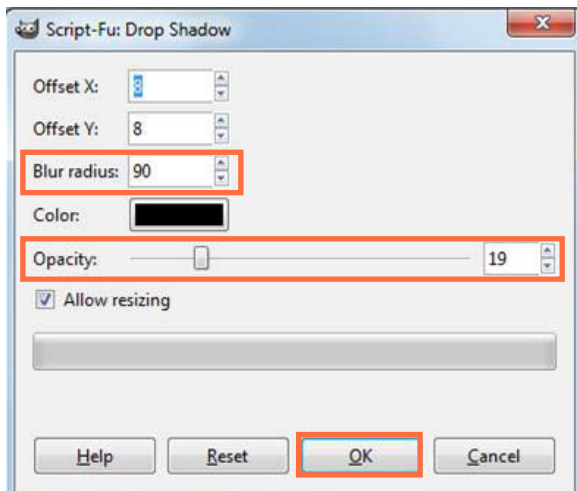 Script-Fu: Drop Shadow
Offset X: 8
Offset Y: 8
Blur radius: 90
Color:
Opacity: 19
Allow resizing
Help Reset OK Cancel